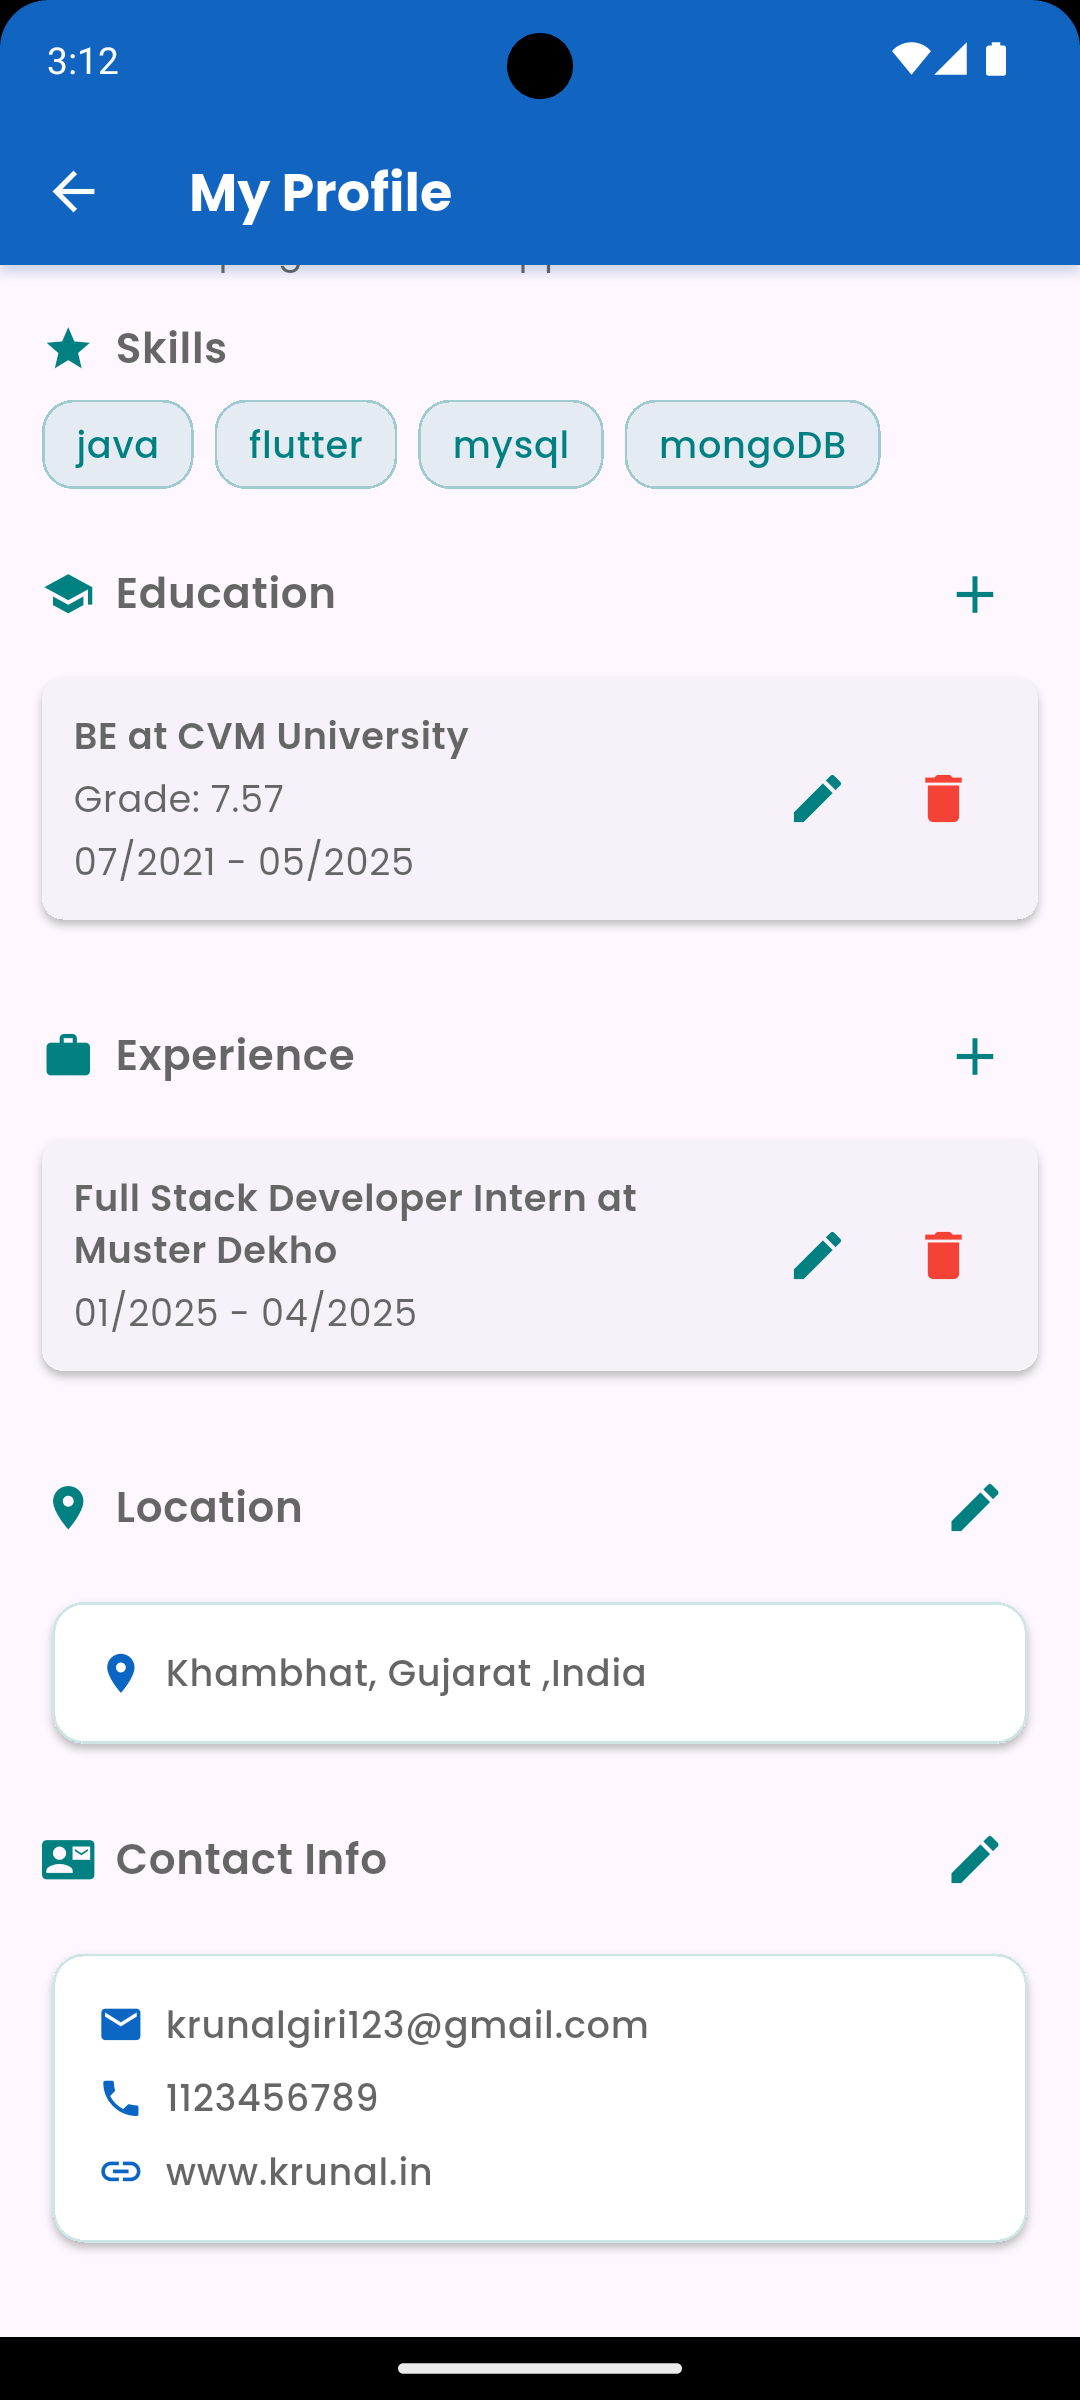 3:12
My Profile
Skills
java flutter mysql mongoDB
Education
BE at CVM University
Grade: 7.57
07/2021 - 05/2025
Experience
Full Stack Developer Intern at
Muster Dekho
01/2025 - 04/2025
Location
Khambhat, Gujarat ,India
Contact Info
krunalgiri123@gmail.com
1123456789
www.krunal.in